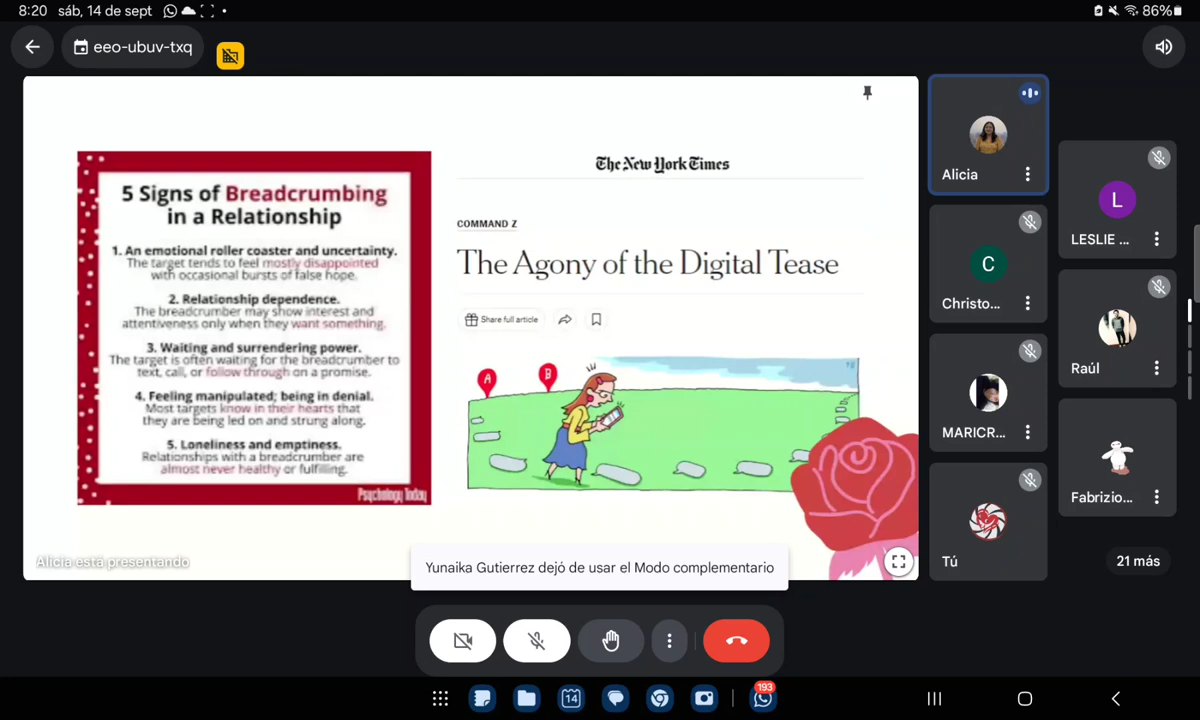 8:20 sáb, 14 de sept
86%
eeo-ubuv-txq
5 Signs of Breadcrumbing
in a Relationship
1. An emotional roller coaster and uncertainty.
The target tends to feel mostly disappointed
with occasional bursts of false hope.
2. Relationship dependence.
The breadcrumber may show interest and
attentiveness only when they want something.
3. Waiting and surrendering power.
The target is often waiting for the breadcrumber to
text, call, or follow through on a promise.
4. Feeling manipulated; being in denial.
Most targets know in their hearts that
they are being led on and strung along.
5. Loneliness and emptiness.
Relationships with a breadcrumber are
almost never healthy or fulfilling.
Psychology Today
The New York Times
COMMAND Z
The Agony of the Digital Tease
Share full article
A
B
Alicia está presentando
Yunaika Gutierrez dejó de usar el Modo complementario
Alicia
C
Christo...
MARICR...
Tú
L
LESLIE ...
Raúl
Fabrizio...
21 más
14
193